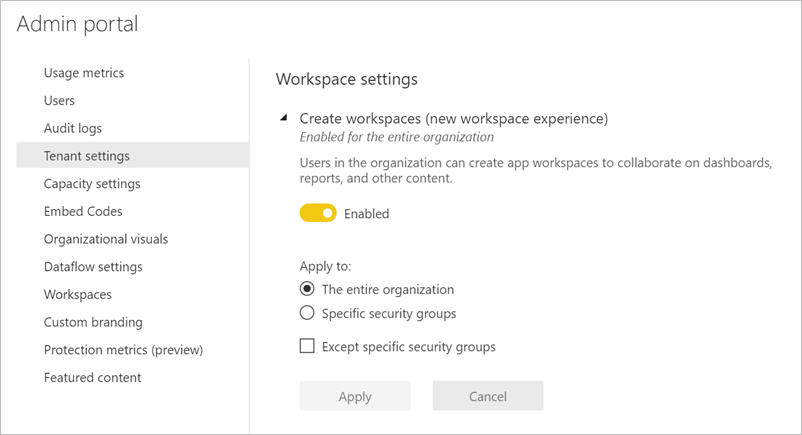 Admin portal
Usage metrics
Users
Audit logs
Tenant settings
Capacity settings
Embed Codes
Organizational visuals
Dataflow settings
Workspaces
Custom branding
Protection metrics (preview)
Featured content
Workspace settings
Create workspaces (new workspace experience)
Enabled for the entire organization
Users in the organization can create app workspaces to collaborate on dashboards,
reports, and other content.
Enabled
Apply to:
The entire organization
Specific security groups
Except specific security groups
Apply
Cancel